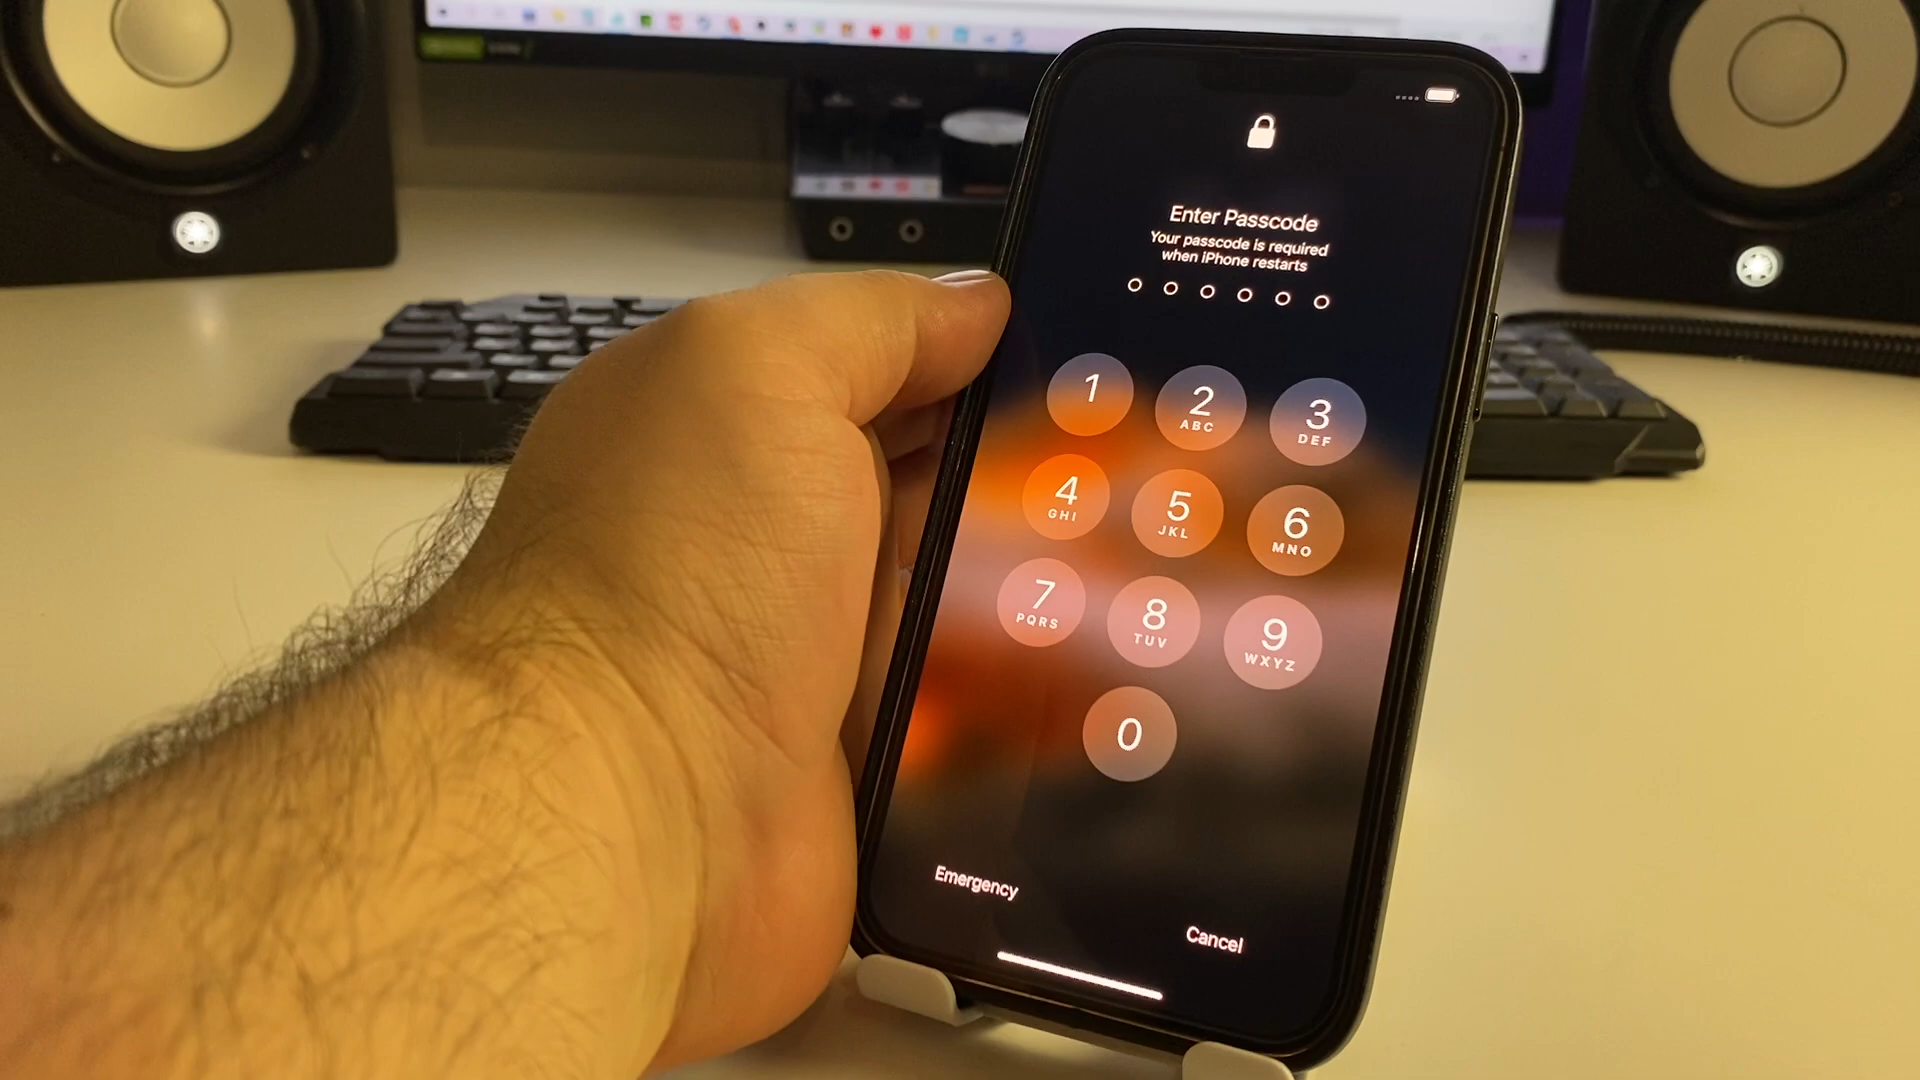 Enter Passcode
Your passcode is required
when iPhone restarts
1
2
ABC
3
DEF
4
GHI
5
JKL
6
MNO
7
PQRS
8
TUV
9
WXYZ
0
Emergency
Cancel